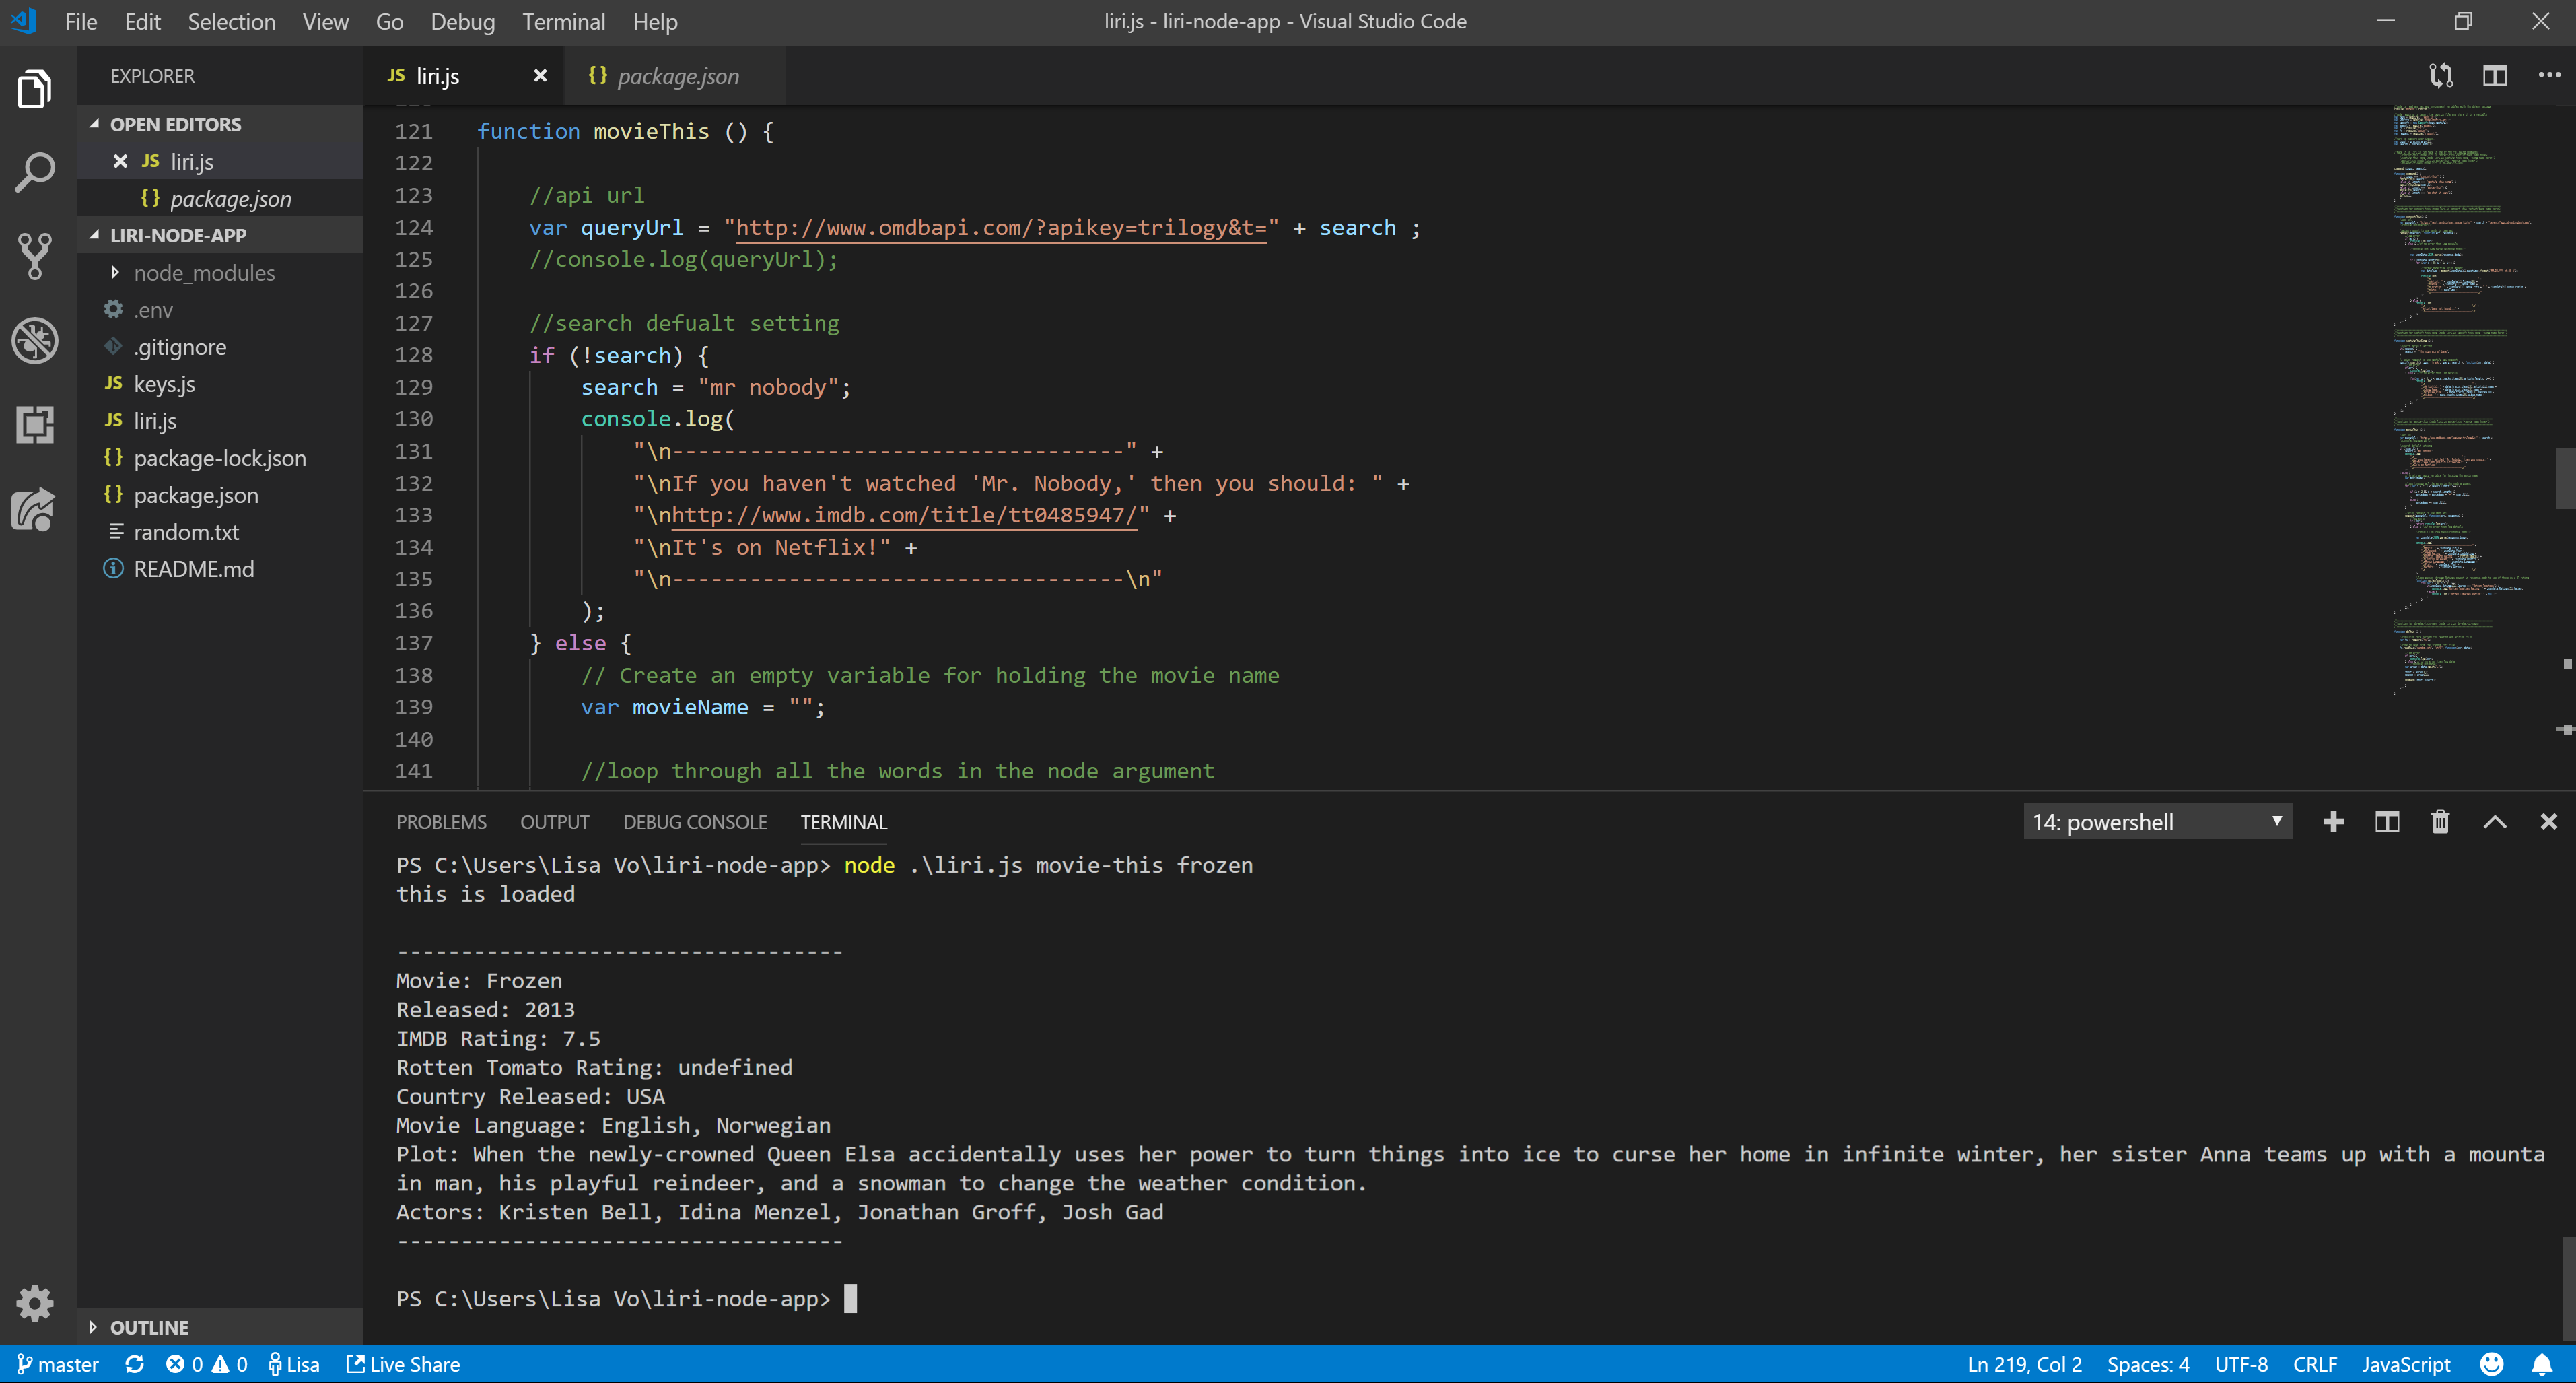 File Edit Selection View Go Debug Terminal Help
liri.js - liri-node-app - Visual Studio Code
EXPLORER
OPEN EDITORS
JS liri.js
{} package.json
LIRI-NODE-APP
node_modules
.env
.gitignore
JS keys.js
JS liri.js
{} package-lock.json
{} package.json
random.txt
README.md
OUTLINE
JS liri.js
{} package.json
121 function movieThis () {
122
123 //api url
124 var queryUrl = "http://www.omdbapi.com/?apikey=trilogy&t=" + search ;
125 //console.log(queryUrl);
126
127 //search defualt setting
128 if (!search) {
129 search = "mr nobody";
130 console.log(
131 "\n-----------------------------------" +
132 "\nIf you haven't watched 'Mr. Nobody,' then you should: " +
133 "\nhttp://www.imdb.com/title/tt0485947/" +
134 "\nIt's on Netflix!" +
135 "\n-----------------------------------\n"
136 );
137 } else {
138 // Create an empty variable for holding the movie name
139 var movieName = "";
140
141 //loop through all the words in the node argument
PROBLEMS OUTPUT DEBUG CONSOLE TERMINAL
14: powershell
PS C:\Users\Lisa Vo\liri-node-app> node .\liri.js movie-this frozen
this is loaded
-----------------------------------
Movie: Frozen
Released: 2013
IMDB Rating: 7.5
Rotten Tomato Rating: undefined
Country Released: USA
Movie Language: English, Norwegian
Plot: When the newly-crowned Queen Elsa accidentally uses her power to turn things into ice to curse her home in infinite winter, her sister Anna teams up with a mounta
in man, his playful reindeer, and a snowman to change the weather condition.
Actors: Kristen Bell, Idina Menzel, Jonathan Groff, Josh Gad
-----------------------------------
PS C:\Users\Lisa Vo\liri-node-app>
master 0 0 Lisa Live Share
Ln 219, Col 2 Spaces: 4 UTF-8 CRLF JavaScript